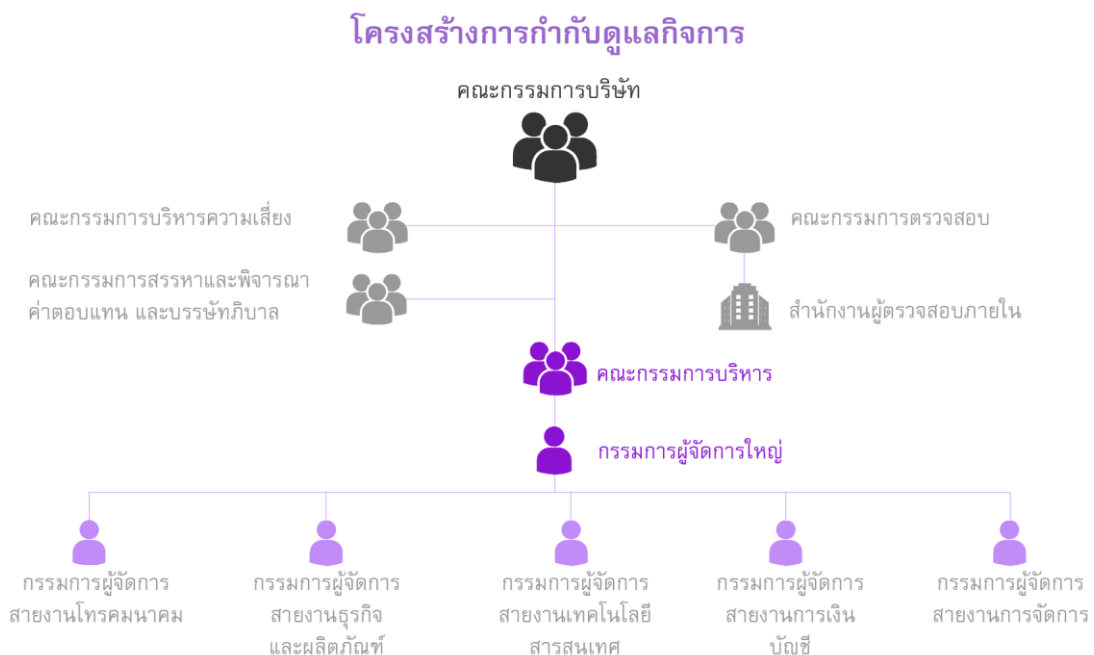 โครงสร้างการกำกับดูแลกิจการ
คณะกรรมการบริษัท
คณะกรรมการบริหารความเสี่ยง
คณะกรรมการตรวจสอบ
คณะกรรมการสรรหาและพิจารณา
ค่าตอบแทน และบรรษัทภิบาล
สำนักงานผู้ตรวจสอบภายใน
คณะกรรมการบริหาร
กรรมการผู้จัดการใหญ่
กรรมการผู้จัดการ
สายงานโทรคมนาคม
กรรมการผู้จัดการ
สายงานธุรกิจ
และผลิตภัณฑ์
กรรมการผู้จัดการ
สายงานเทคโนโลยี
สารสนเทศ
กรรมการผู้จัดการ
สายงานการเงิน
บัญชี
กรรมการผู้จัดการ
สายงานการจัดการ